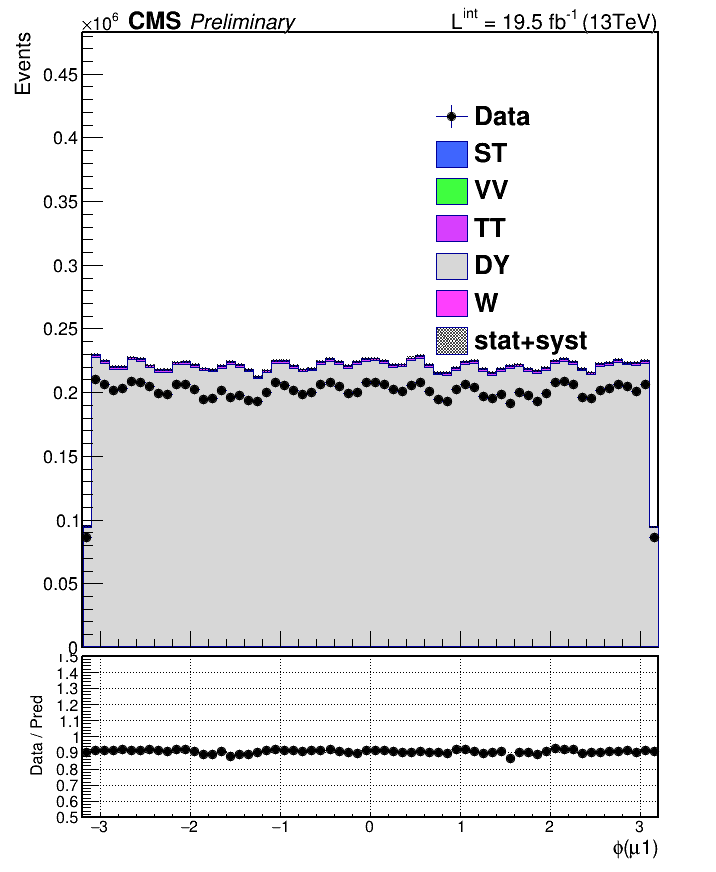 ×10⁶ CMS Preliminary L^int = 19.5 fb⁻¹ (13TeV)
Events
0.45
0.4
0.35
0.3
0.25
0.2
0.15
0.1
0.05
0
Data
ST
VV
TT
DY
W
stat+syst
Data / Pred
1.5
1.4
1.3
1.2
1.1
1
0.9
0.8
0.7
0.6
0.5
−3 −2 −1 0 1 2 3
ϕ(μ1)